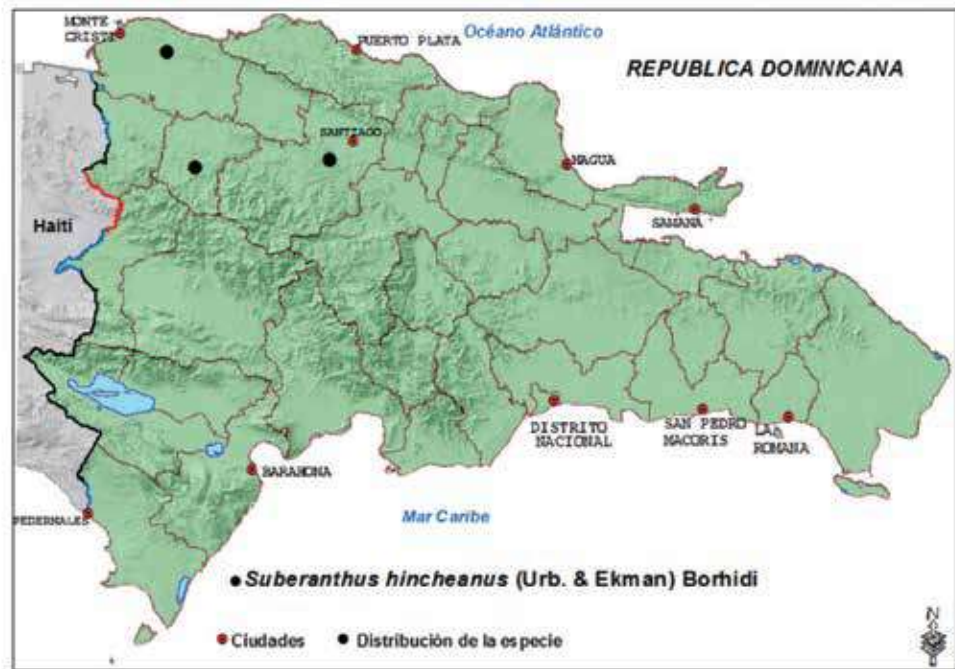 MONTE
CRISTI
PUERTO PLATA
Océano Atlántico
REPUBLICA DOMINICANA
SANTIAGO
NAGUA
SAMANA
Haití
DISTRITO
NACIONAL
SAN PEDRO
MACORIS
LA
ROMANA
BARAHONA
PEDERNALES
Mar Caribe
Suberanthus hincheanus (Urb. & Ekman) Borhidi
Ciudades
Distribución de la especie
N